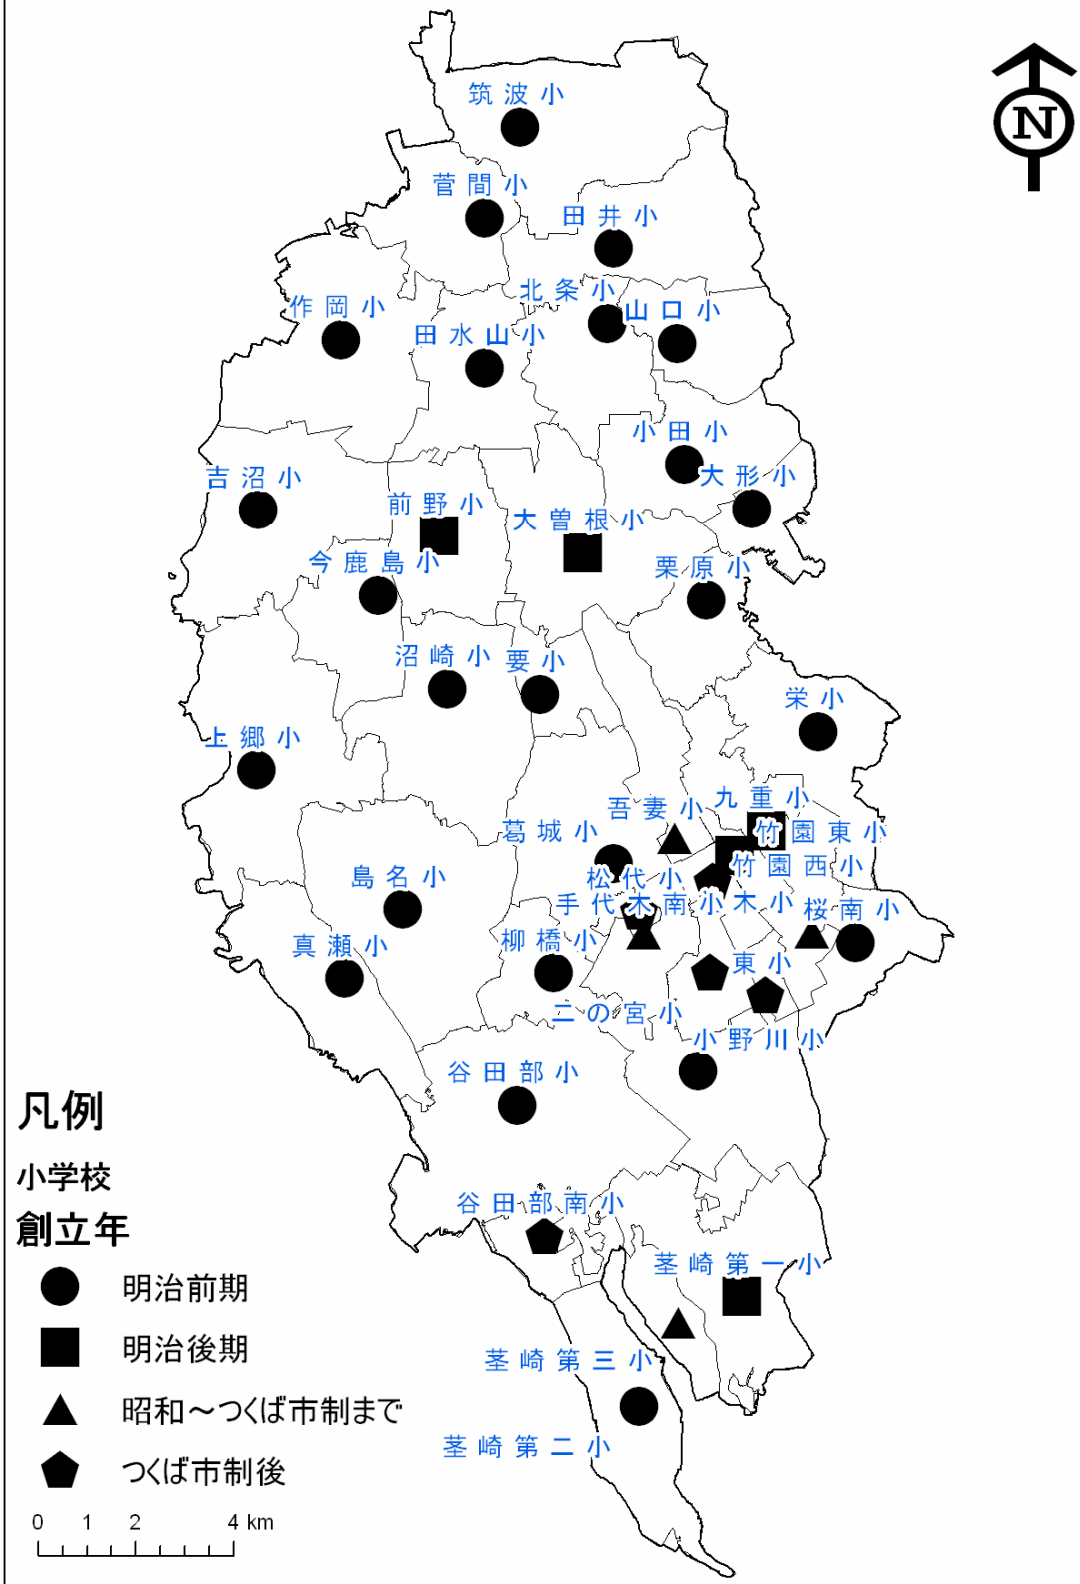 N
筑波小
菅間小
田井小
北条小
作岡小
山口小
田水山小
小田小
吉沼小
大形小
前野小
大曽根小
今鹿島小
栗原小
沼崎小
要小
栄小
上郷小
九重小
吾妻小
葛城小
竹園東小
竹園西小
島名小
松代小
手代木南小
木小
桜南小
柳橋小
真瀬小
東小
二の宮小
小野川小
谷田部小
谷田部南小
茎崎第一小
茎崎第三小
茎崎第二小
凡例
小学校
創立年
明治前期
明治後期
昭和～つくば市制まで
つくば市制後
0 1 2 4 km